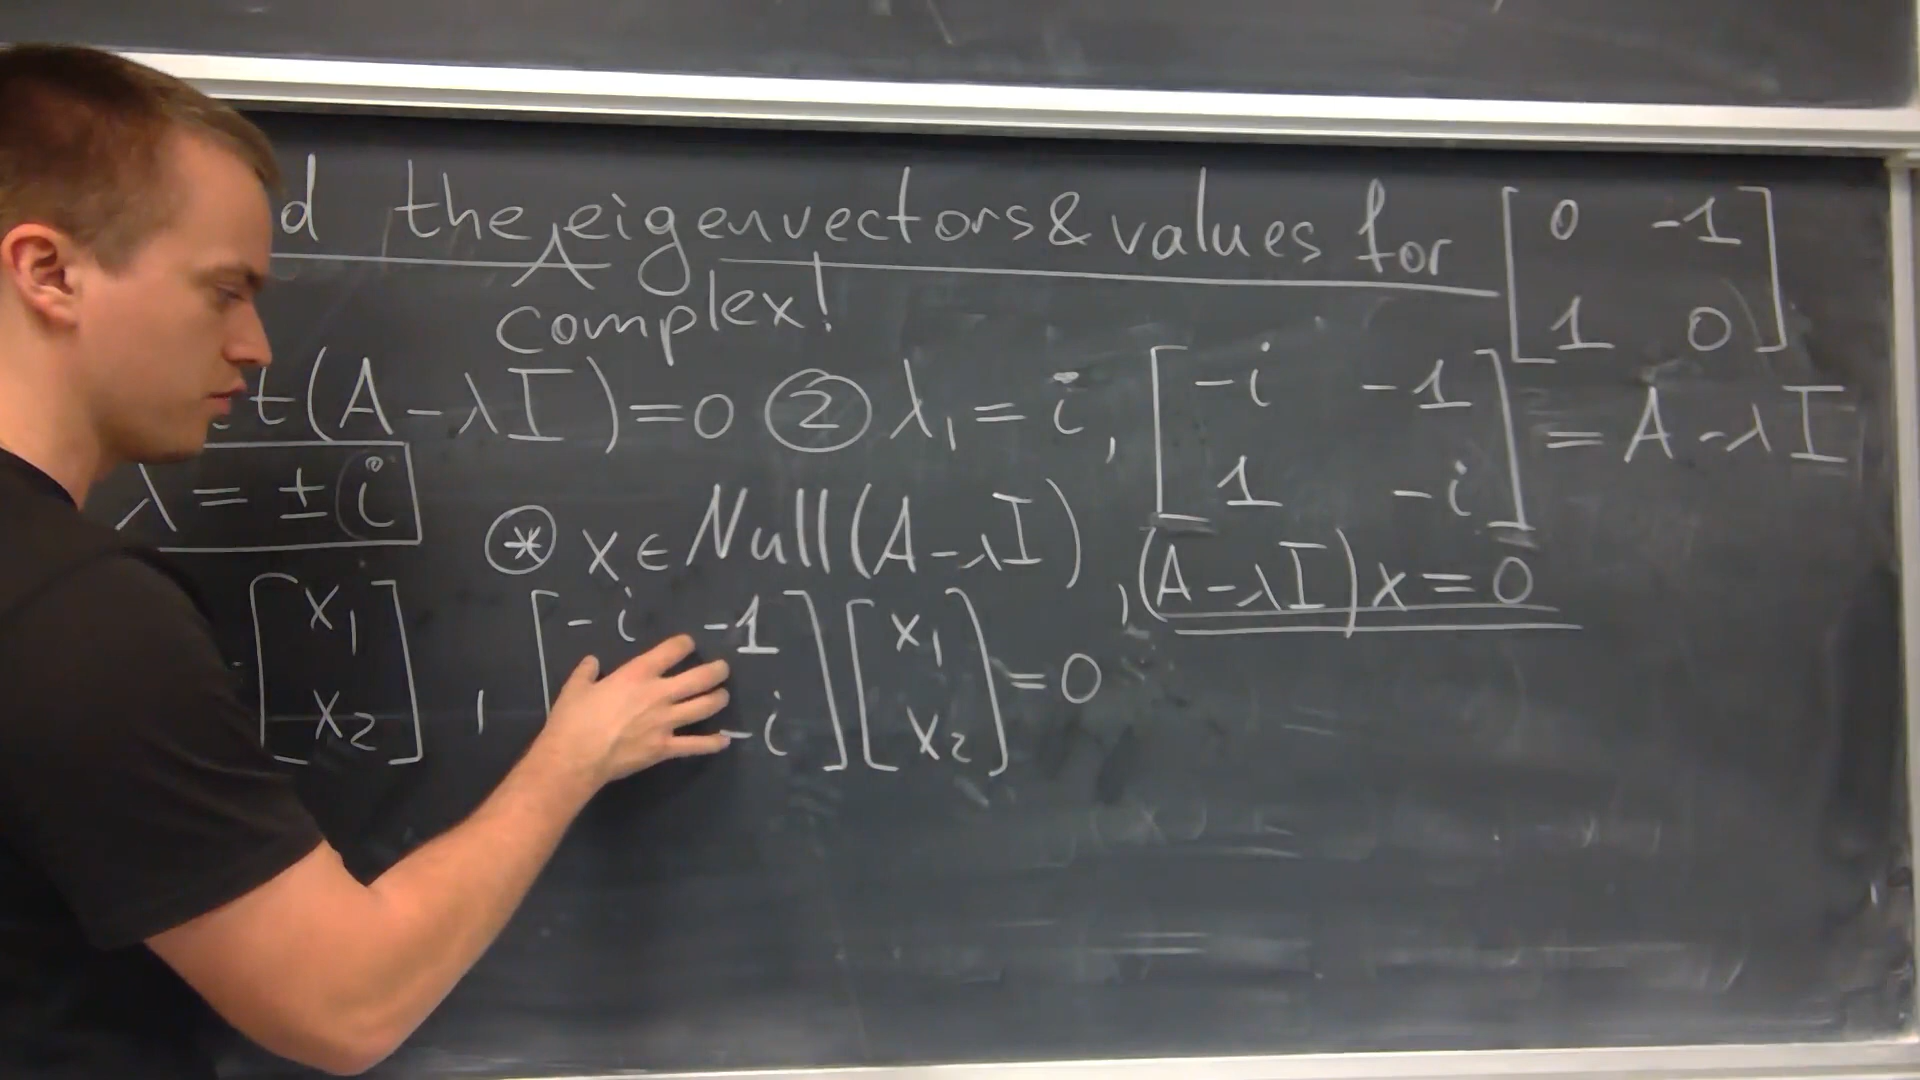 d the eigenvectors & values for [0 -1; 1 0]
complex!
t(A-λI)=0 ② λ₁=i, [-i -1; 1 -i] = A-λI
λ = ±i
⊛ x∈Null(A-λI), (A-λI)x=0
[x₁; x₂], [-i -1; -i][x₁; x₂]=0